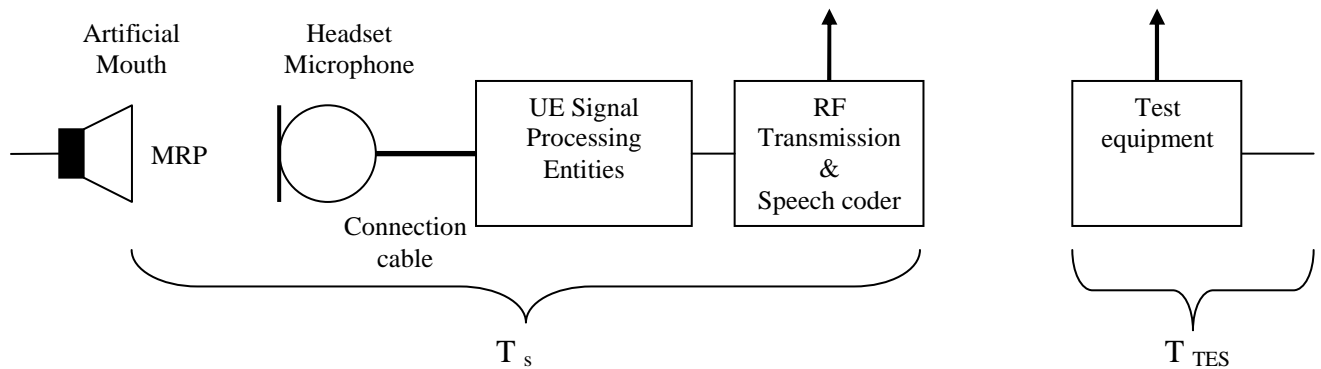 Artificial
Mouth
Headset
Microphone
MRP
Connection
cable
UE Signal
Processing
Entities
RF
Transmission
&
Speech coder
Test
equipment
T s
T TES